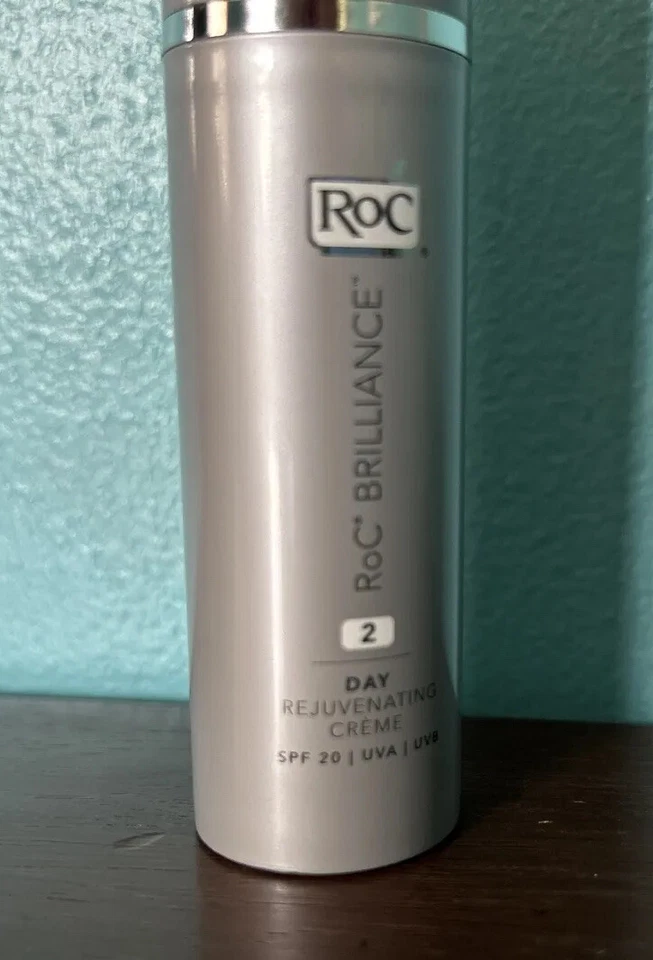 RoC®
RoC® BRILLIANCE™
2
DAY
REJUVENATING
CRÈME
SPF 20 | UVA | UVB